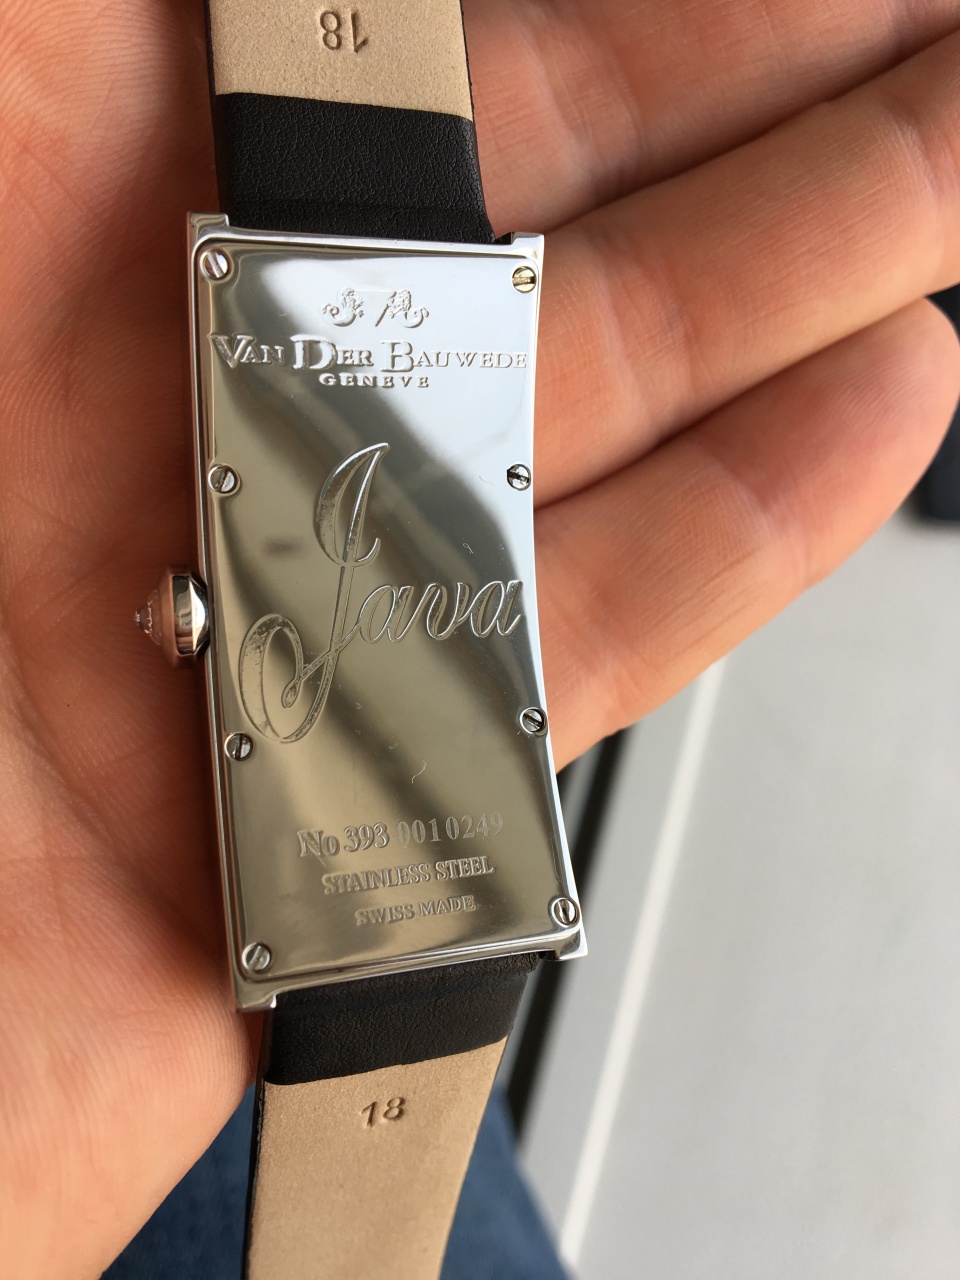 18
VAN DER BAUWEDE
GENEVE
Java
No 393 0010249
STAINLESS STEEL
SWISS MADE
18